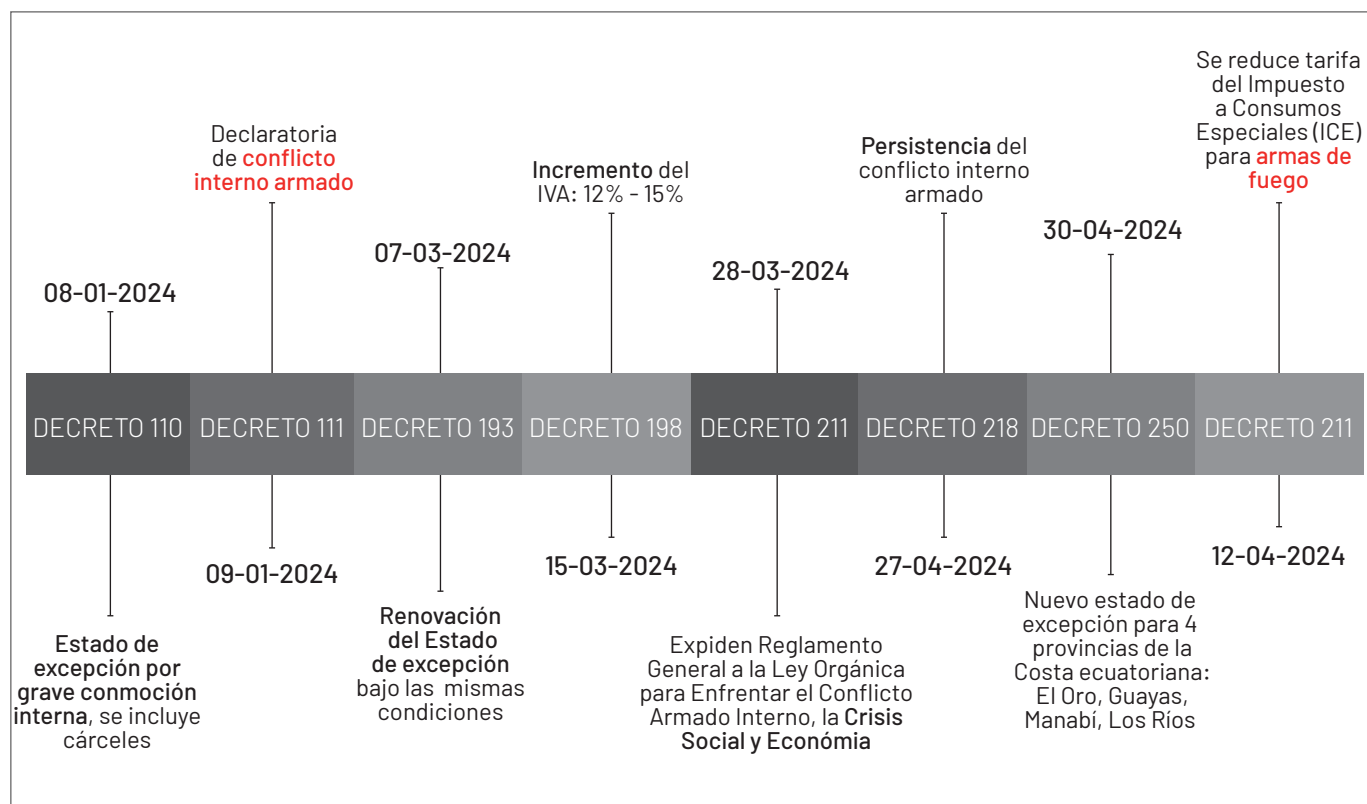 08-01-2024
DECRETO 110
Estado de
excepción por
grave conmoción
interna, se incluye
cárceles
Declaratoria
de conflicto
interno armado
DECRETO 111
09-01-2024
07-03-2024
DECRETO 193
Renovación
del Estado
de excepción
bajo las mismas
condiciones
Incremento del
IVA: 12% - 15%
DECRETO 198
15-03-2024
28-03-2024
DECRETO 211
Expiden Reglamento
General a la Ley Orgánica
para Enfrentar el Conflicto
Armado Interno, la Crisis
Social y Económia
Persistencia del
conflicto interno
armado
DECRETO 218
27-04-2024
30-04-2024
DECRETO 250
Nuevo estado de
excepción para 4
provincias de la
Costa ecuatoriana:
El Oro, Guayas,
Manabí, Los Ríos
Se reduce tarifa
del Impuesto
a Consumos
Especiales (ICE)
para armas de
fuego
DECRETO 211
12-04-2024